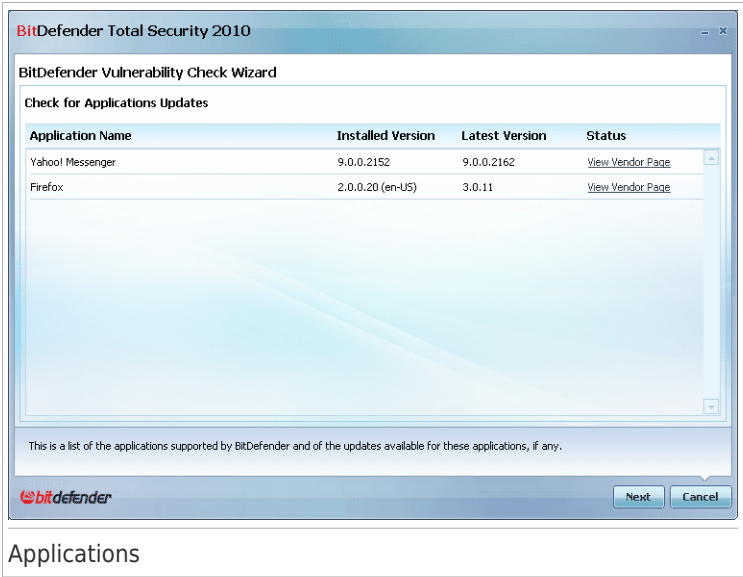 BitDefender Total Security 2010
BitDefender Vulnerability Check Wizard
Check for Applications Updates
Application Name Installed Version Latest Version Status
Yahoo! Messenger 9.0.0.2152 9.0.0.2162 View Vendor Page
Firefox 2.0.0.20 (en-US) 3.0.11 View Vendor Page
This is a list of the applications supported by BitDefender and of the updates available for these applications, if any.
bitdefender Next Cancel
Applications